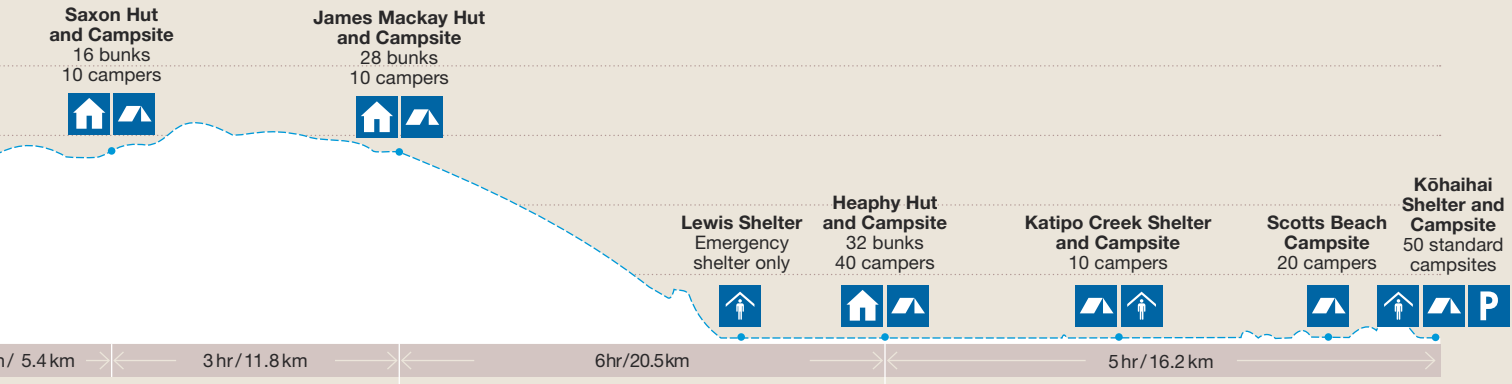 Saxon Hut
and Campsite
16 bunks
10 campers
James Mackay Hut
and Campsite
28 bunks
10 campers
Lewis Shelter
Emergency
shelter only
Heaphy Hut
and Campsite
32 bunks
40 campers
Katipo Creek Shelter
and Campsite
10 campers
Scotts Beach
Campsite
20 campers
Kōhaihai
Shelter and
Campsite
50 standard
campsites
P
/ 5.4 km
3 hr / 11.8 km
6hr/20.5km
5 hr / 16.2 km